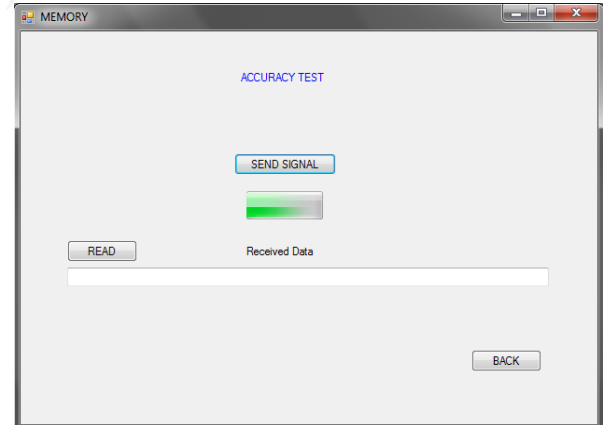 MEMORY
ACCURACY TEST
SEND SIGNAL
READ
Received Data
BACK